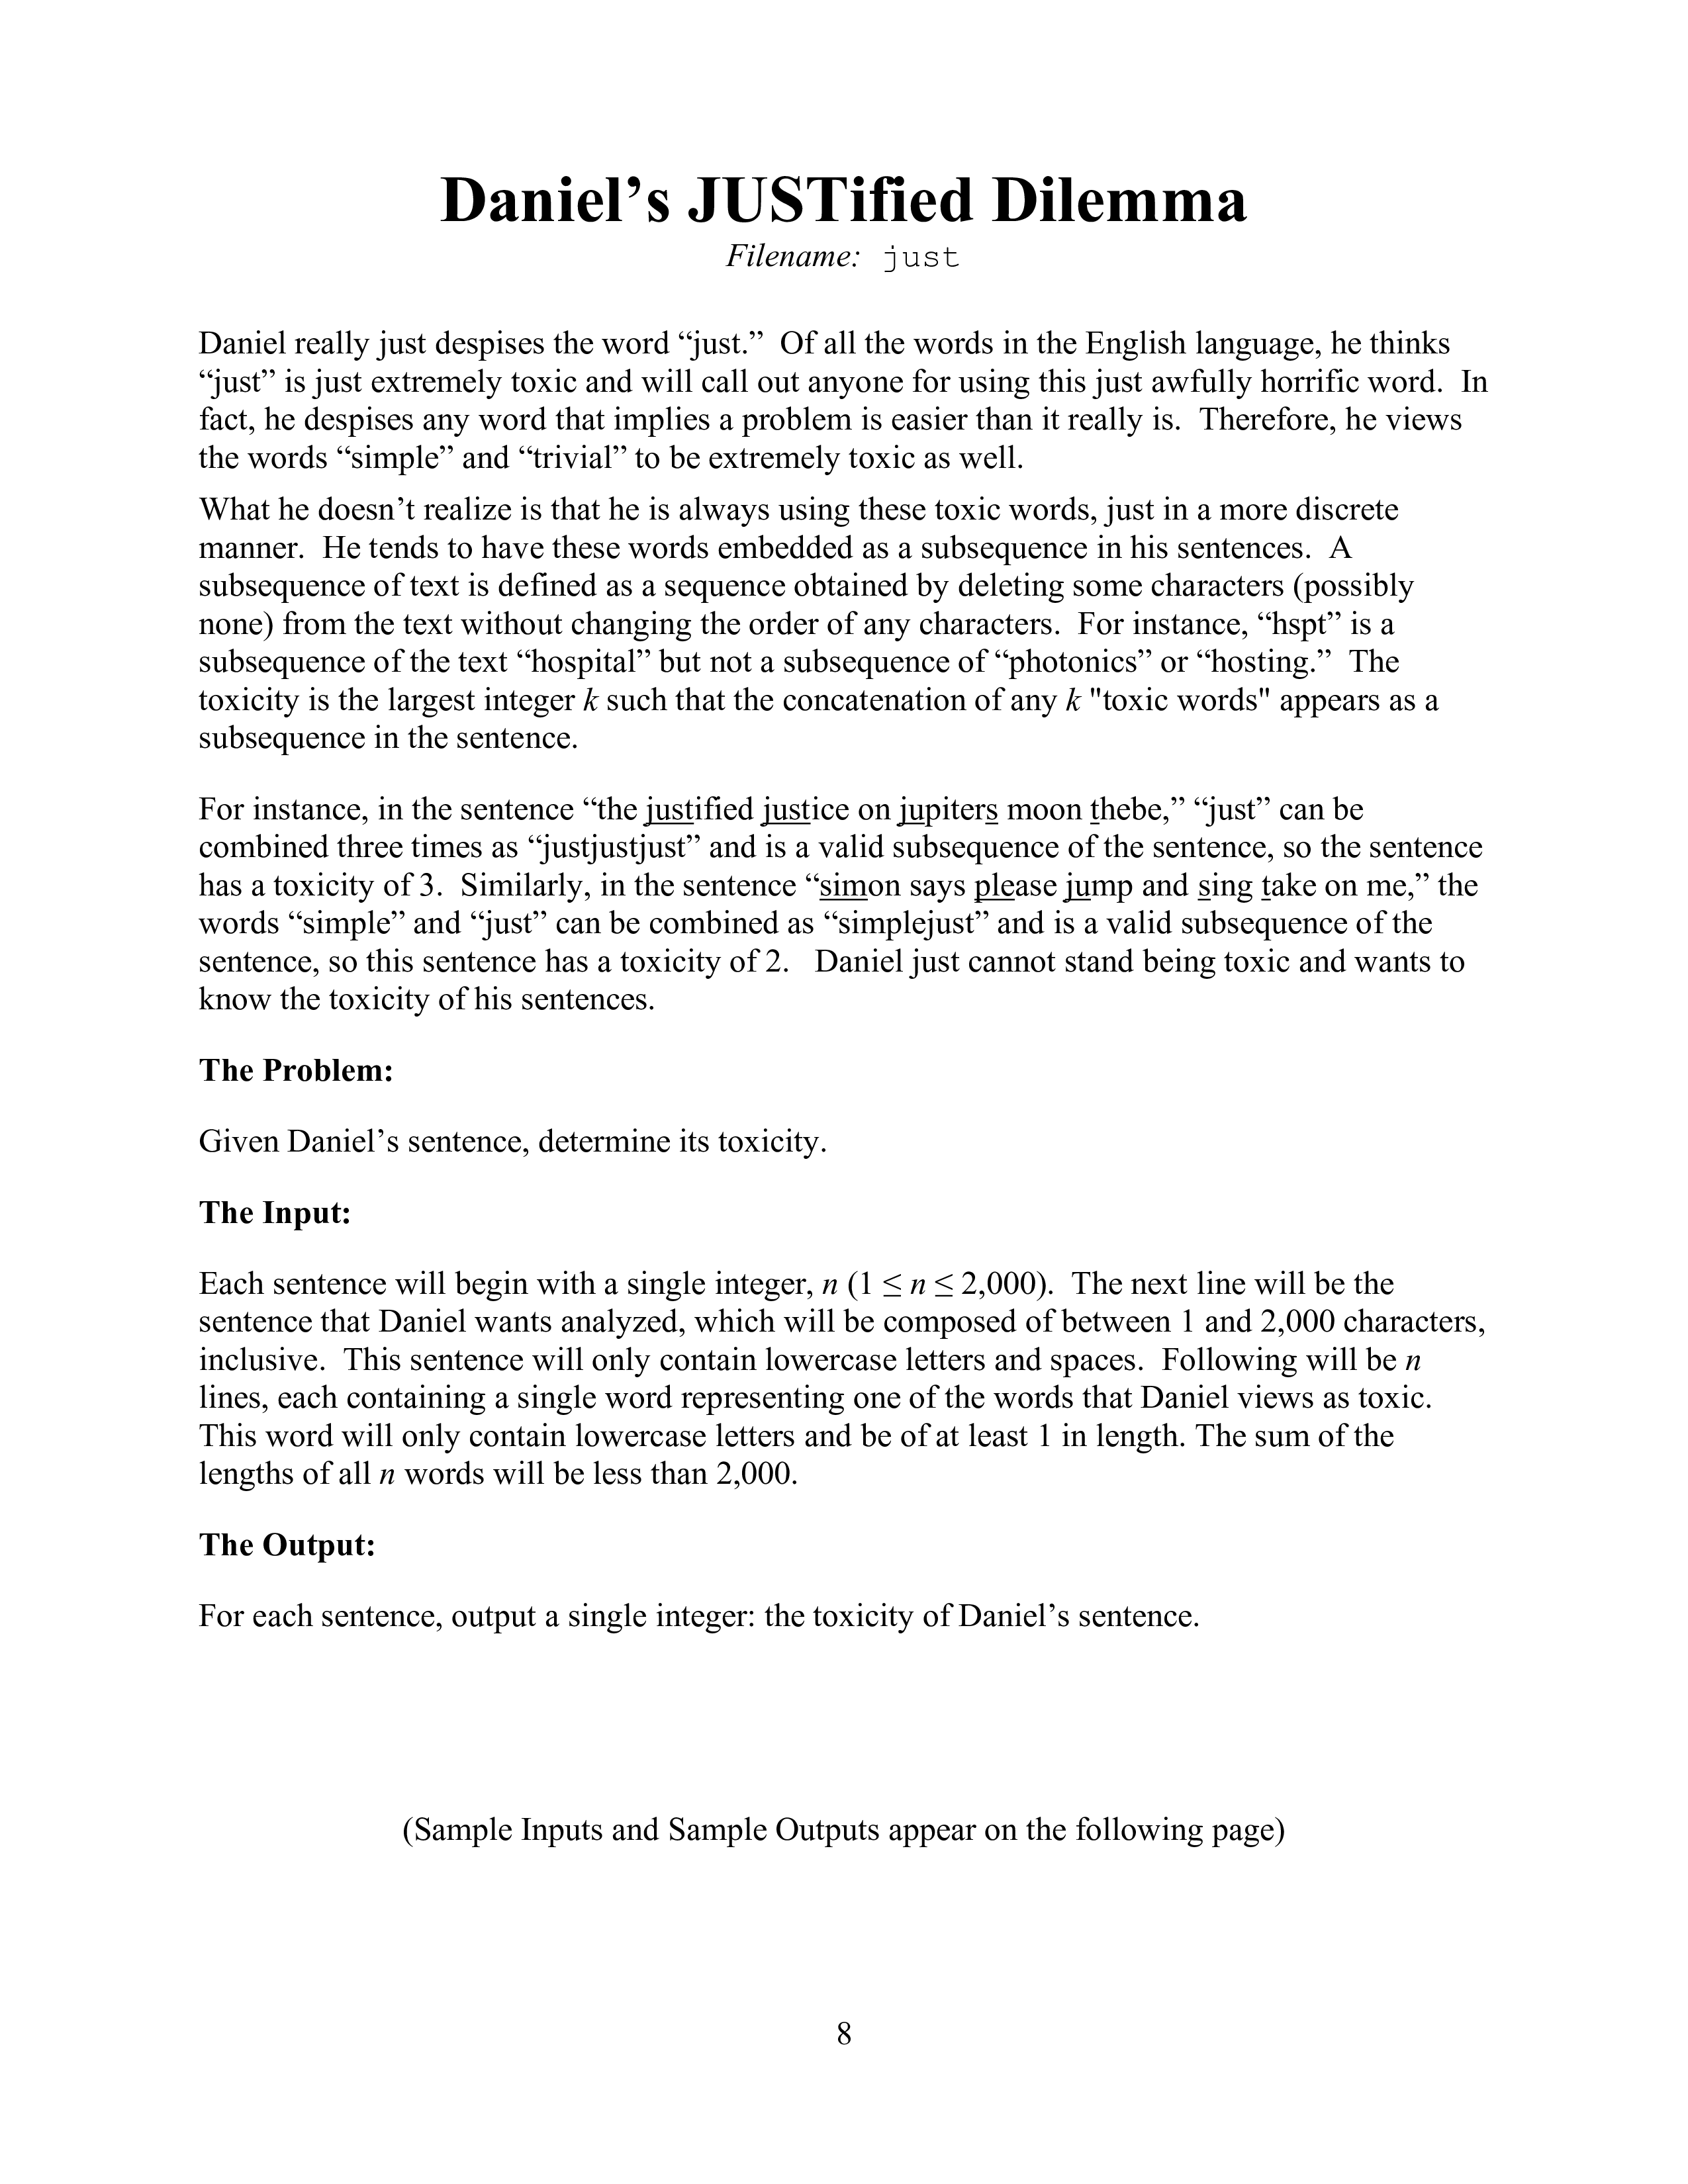 Daniel’s JUSTified Dilemma
Filename: just
Daniel really just despises the word “just.”  Of all the words in the English language, he thinks
“just” is just extremely toxic and will call out anyone for using this just awfully horrific word.  In
fact, he despises any word that implies a problem is easier than it really is.  Therefore, he views
the words “simple” and “trivial” to be extremely toxic as well.
What he doesn’t realize is that he is always using these toxic words, just in a more discrete
manner.  He tends to have these words embedded as a subsequence in his sentences.  A
subsequence of text is defined as a sequence obtained by deleting some characters (possibly
none) from the text without changing the order of any characters.  For instance, “hspt” is a
subsequence of the text “hospital” but not a subsequence of “photonics” or “hosting.”  The
toxicity is the largest integer k such that the concatenation of any k "toxic words" appears as a
subsequence in the sentence.
For instance, in the sentence “the justified justice on jupiters moon thebe,” “just” can be
combined three times as “justjustjust” and is a valid subsequence of the sentence, so the sentence
has a toxicity of 3.  Similarly, in the sentence “simon says please jump and sing take on me,” the
words “simple” and “just” can be combined as “simplejust” and is a valid subsequence of the
sentence, so this sentence has a toxicity of 2.   Daniel just cannot stand being toxic and wants to
know the toxicity of his sentences.
The Problem:
Given Daniel’s sentence, determine its toxicity.
The Input:
Each sentence will begin with a single integer, n (1 ≤ n ≤ 2,000).  The next line will be the
sentence that Daniel wants analyzed, which will be composed of between 1 and 2,000 characters,
inclusive.  This sentence will only contain lowercase letters and spaces.  Following will be n
lines, each containing a single word representing one of the words that Daniel views as toxic.
This word will only contain lowercase letters and be of at least 1 in length. The sum of the
lengths of all n words will be less than 2,000.
The Output:
For each sentence, output a single integer: the toxicity of Daniel’s sentence.
(Sample Inputs and Sample Outputs appear on the following page)
8